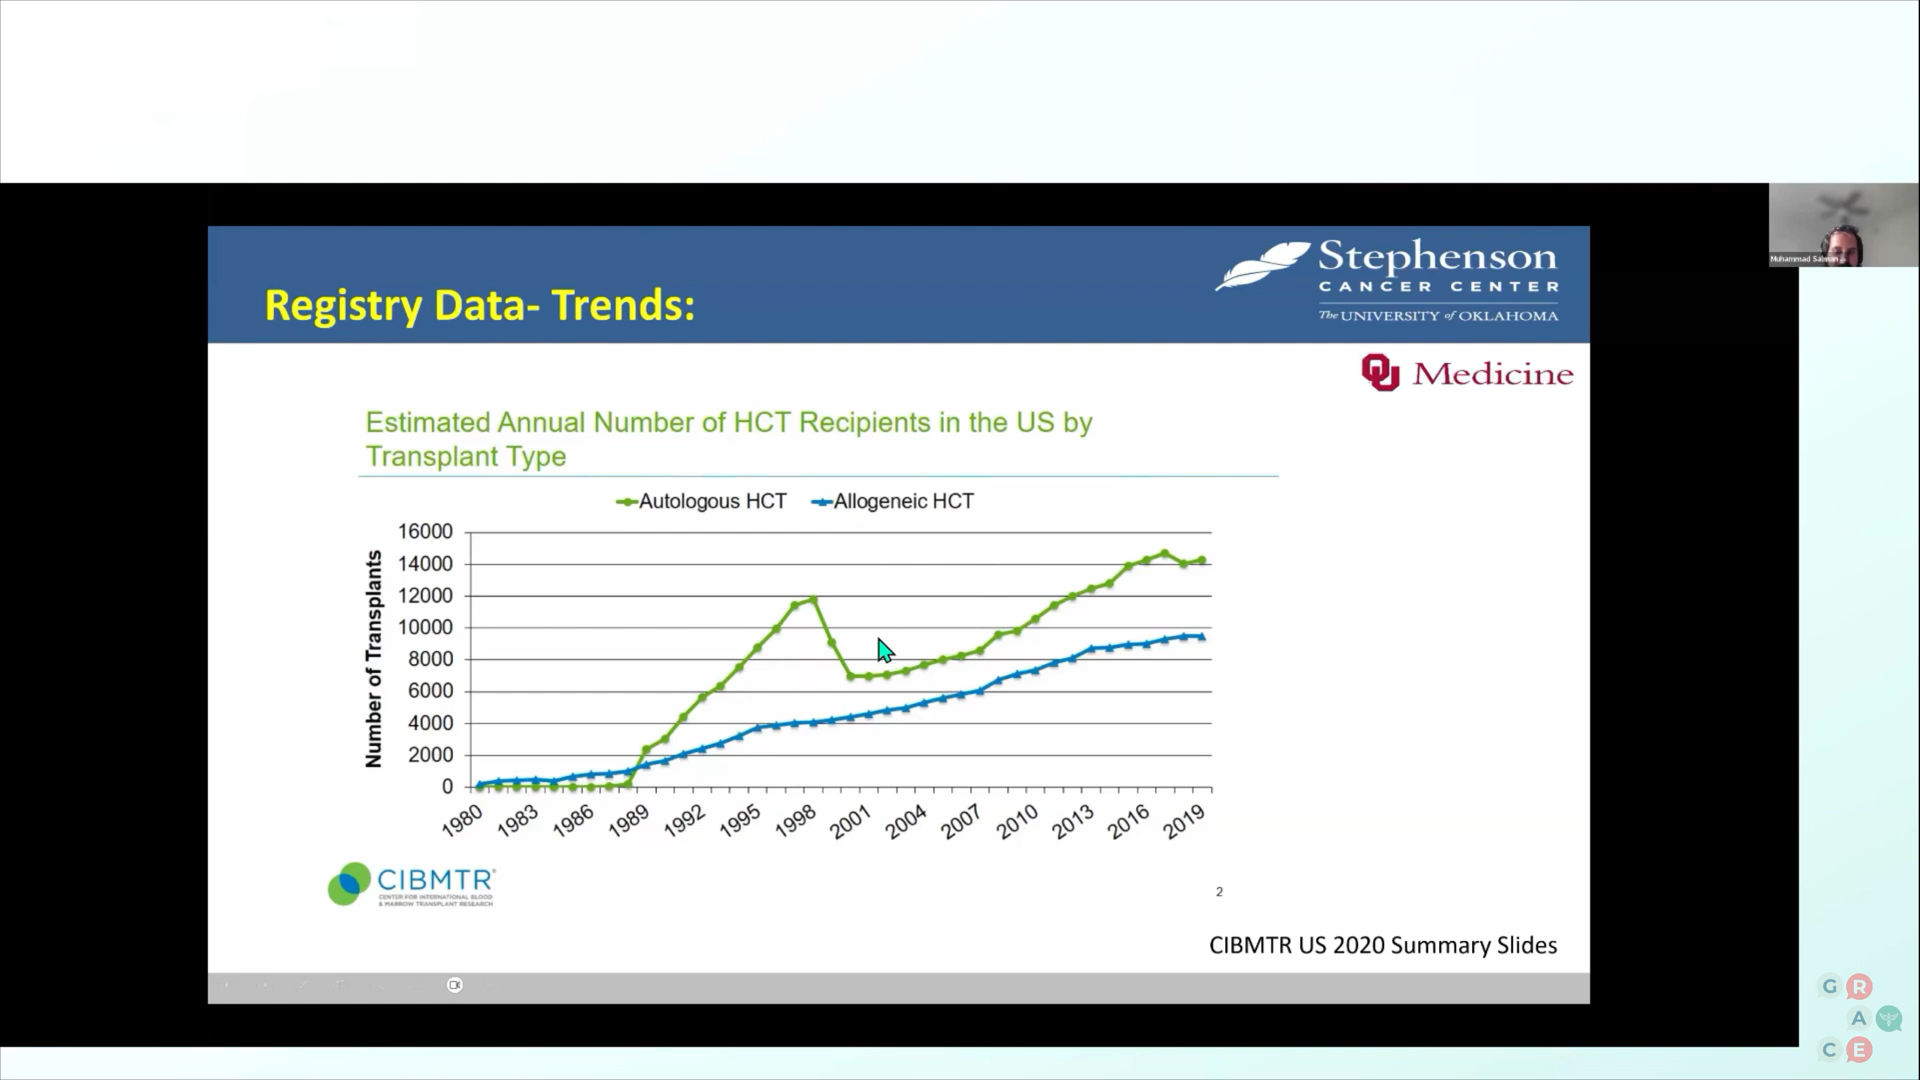 Stephenson
CANCER CENTER
The UNIVERSITY of OKLAHOMA
Muhammad Salman
Registry Data- Trends:
OU Medicine
Estimated Annual Number of HCT Recipients in the US by
Transplant Type
Autologous HCT Allogeneic HCT
Number of Transplants
16000
14000
12000
10000
8000
6000
4000
2000
0
1980 1983 1986 1989 1992 1995 1998 2001 2004 2007 2010 2013 2016 2019
CIBMTR®
CENTER FOR INTERNATIONAL BLOOD
& MARROW TRANSPLANT RESEARCH
2
CIBMTR US 2020 Summary Slides
G R
A
C E